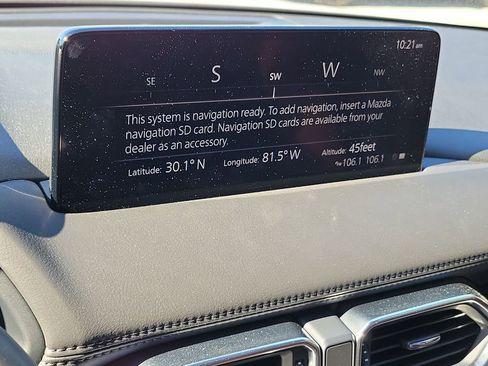 10:21am
SE S SW W NW
This system is navigation ready. To add navigation, insert a Mazda
navigation SD card. Navigation SD cards are available from your
dealer as an accessory.
Latitude: 30.1° N Longitude: 81.5° W Altitude: 45feet
106.1 106.1